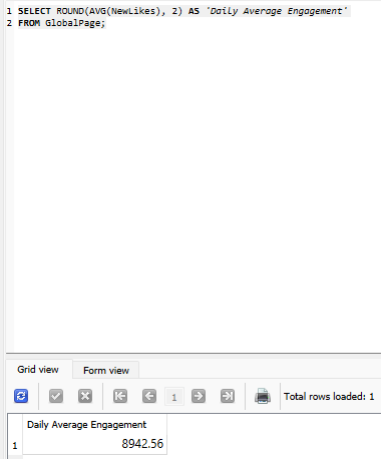 1 SELECT ROUND(AVG(NewLikes), 2) AS 'Daily Average Engagement'
2 FROM GlobalPage;
Grid view Form view
1 Total rows loaded: 1
Daily Average Engagement
1 8942.56